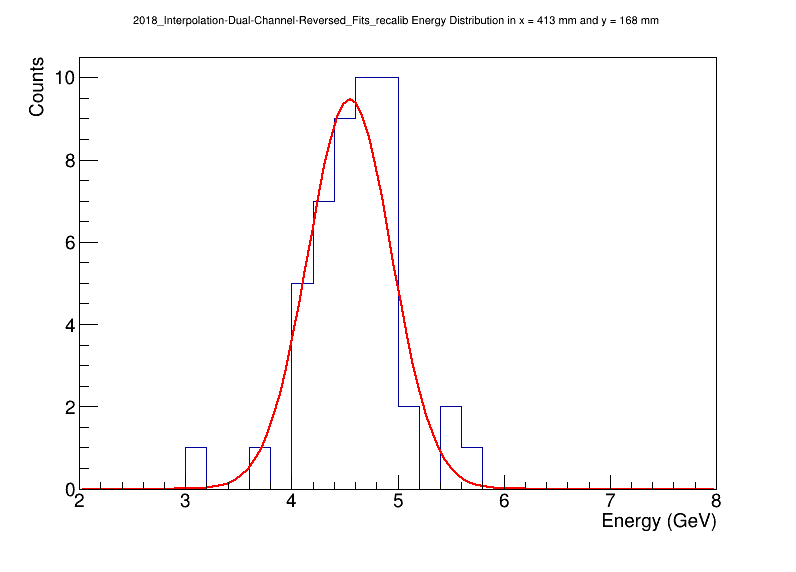 2018_Interpolation-Dual-Channel-Reversed_Fits_recalib Energy Distribution in x = 413 mm and y = 168 mm
Counts
10
8
6
4
2
0
2 3 4 5 6 7 8
Energy (GeV)